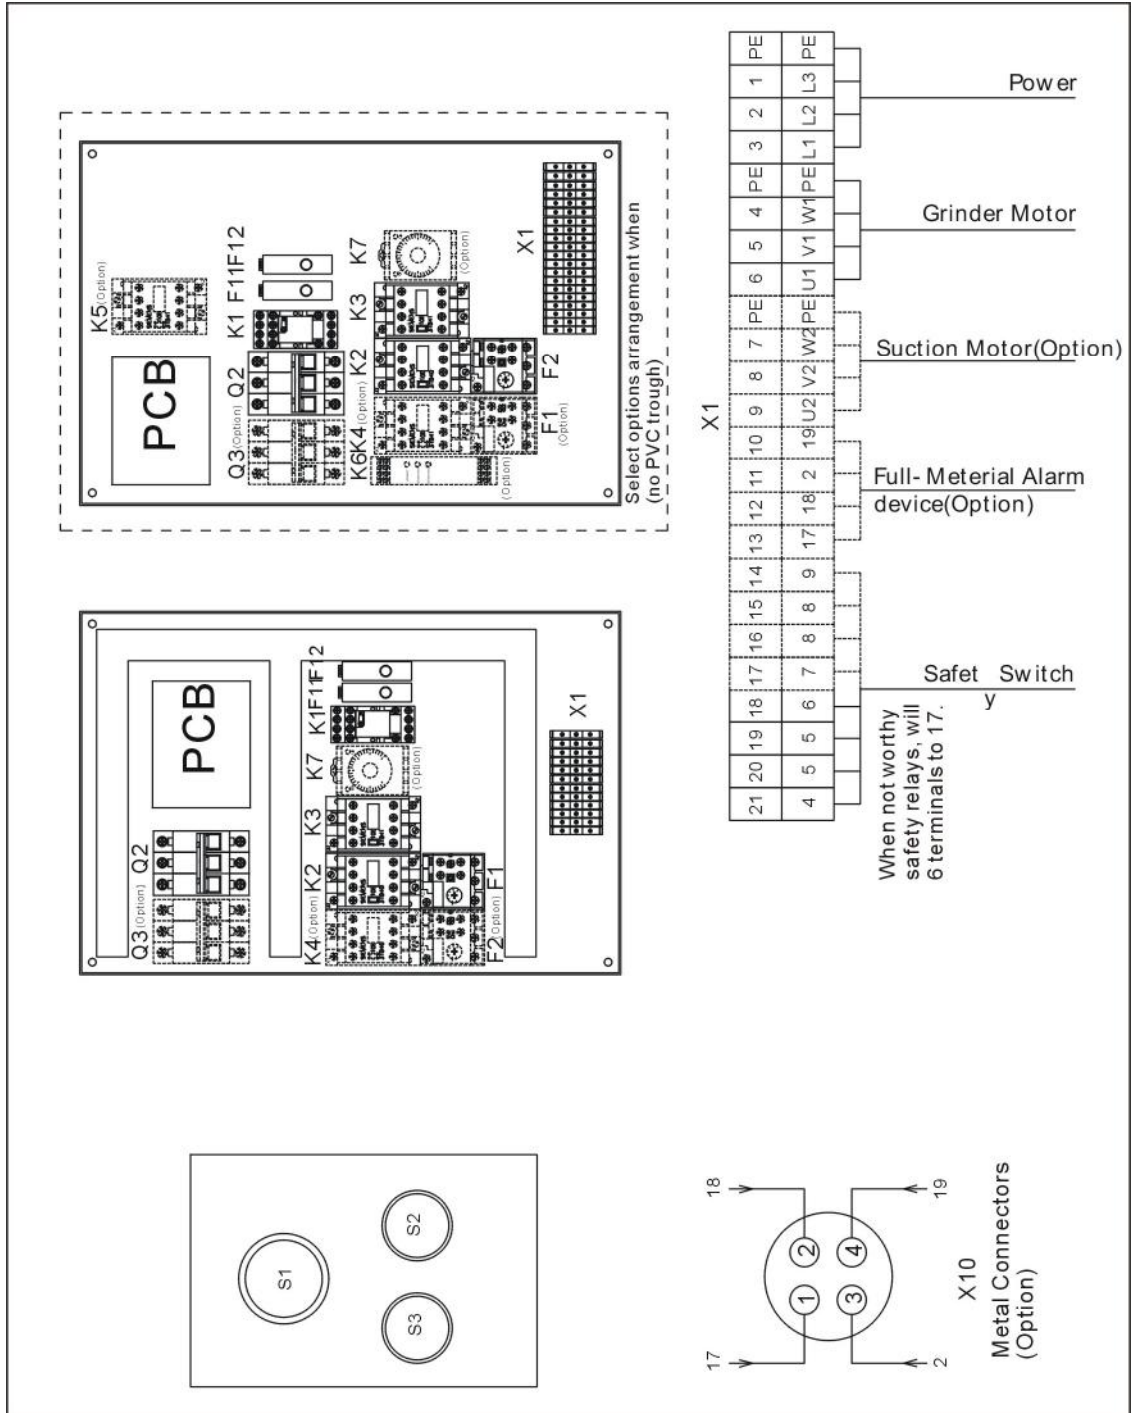 K5(Option)
PCB
K1 F11F12
Q2
Q3(Option)
K7
(Option)
K3
K2
K6K4(Option)
(Option)
F2
F1
(Option)
X1
Select options arrangement when
(no PVC trough)
PCB
Q2
Q3(Option)
K1F11F12
K7
(Option)
K3
K2
K4(Option)
F1
F2(Option)
X1
S1
S2
S3
X1
PE PE
1 L3
2 L2
3 L1
PE PE
4 W1
5 V1
6 U1
PE PE
7 W2
8 V2
9 U2
10 19
11 2
12 18
13 17
14 9
15 8
16 8
17 7
18 6
19 5
20 5
21 4
Power
Grinder Motor
Suction Motor(Option)
Full- Meterial Alarm
device(Option)
Safet Switch
y
When not worthy
safety relays, will
6 terminals to 17.
18
19
2 4
1 3
17
2
X10
Metal Connectors
(Option)